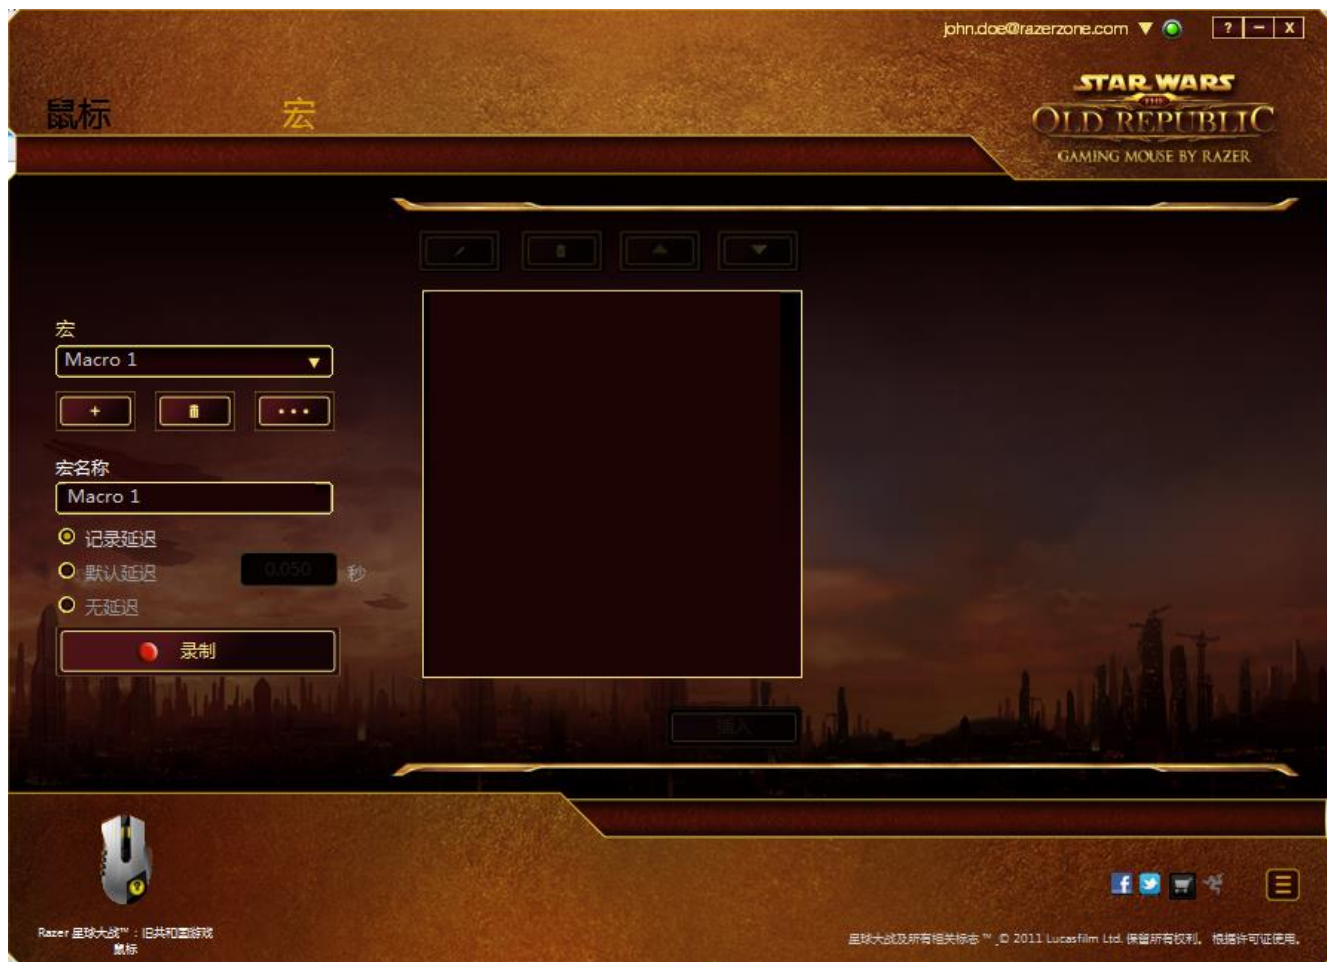 john.doe@razerzone.com
? – X
STAR WARS
THE
OLD REPUBLIC
GAMING MOUSE BY RAZER
鼠标 宏
宏
Macro 1
宏名称
Macro 1
记录延迟
默认延迟 0.050 秒
无延迟
录制
插入
Razer 星球大战™：旧共和国游戏
鼠标
星球大战及所有相关标志 ™ ,© 2011 Lucasfilm Ltd. 保留所有权利。 根据许可证使用。